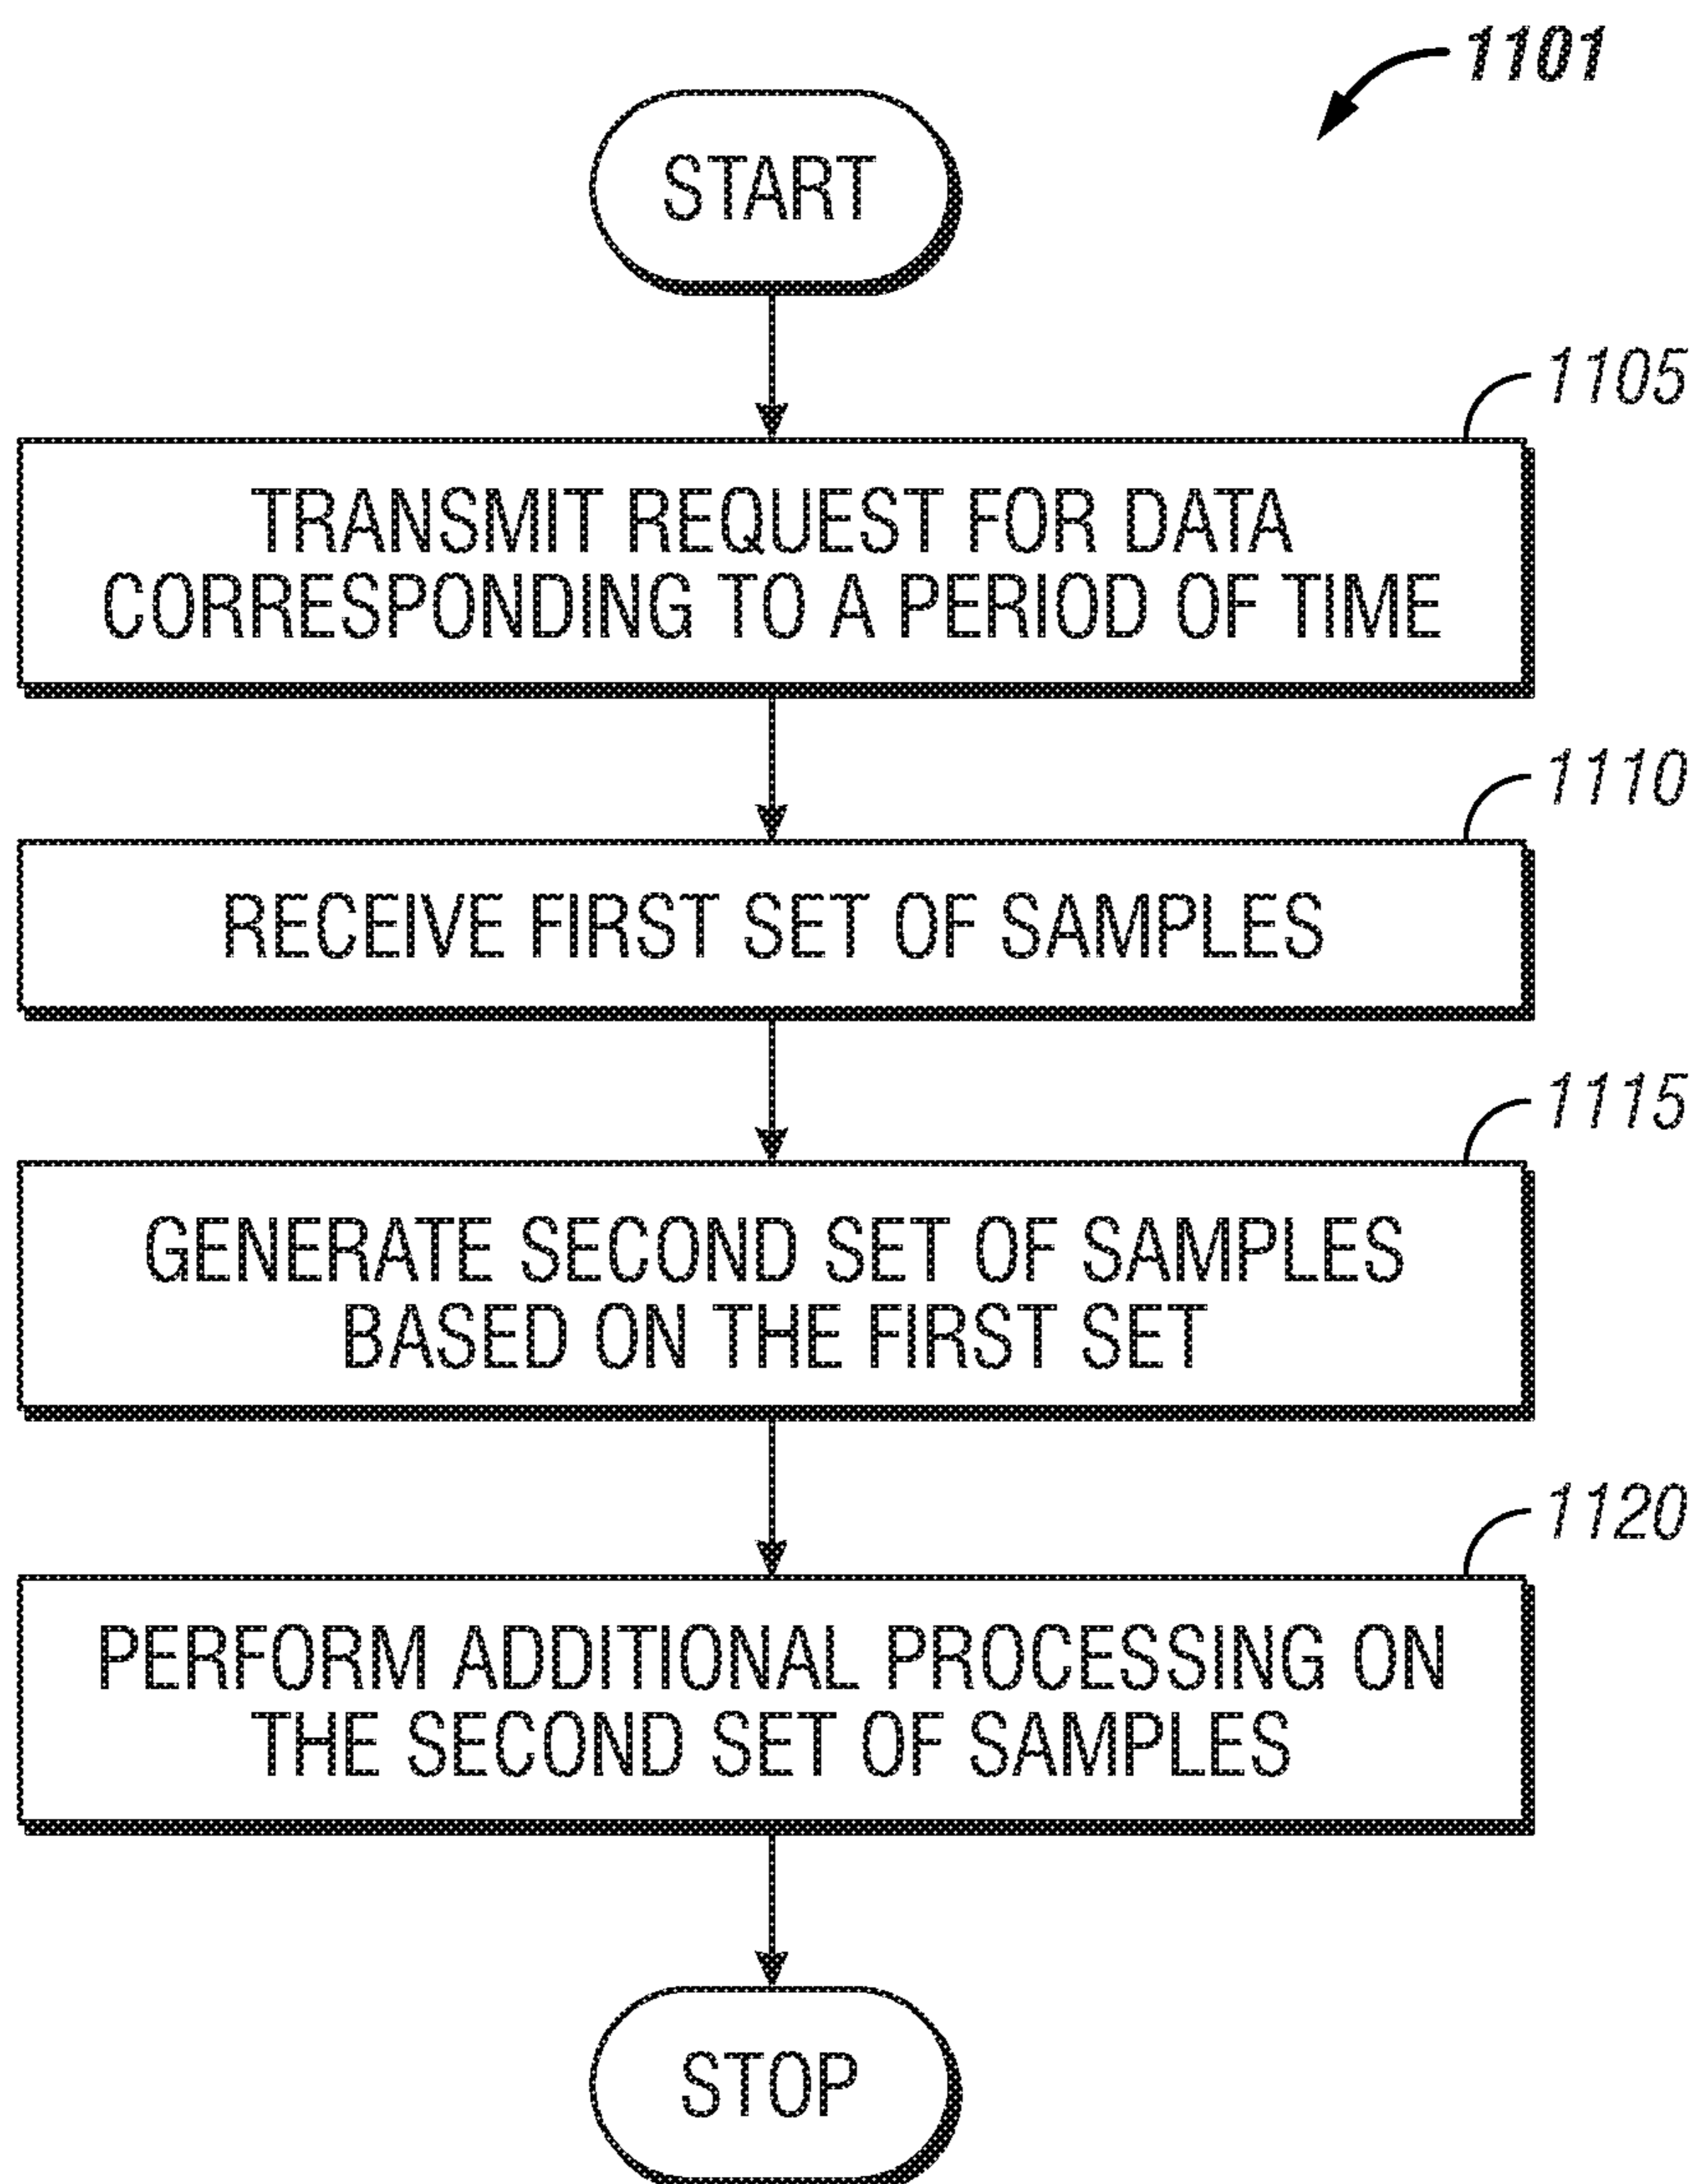 1101
START
1105
TRANSMIT REQUEST FOR DATA
CORRESPONDING TO A PERIOD OF TIME
1110
RECEIVE FIRST SET OF SAMPLES
1115
GENERATE SECOND SET OF SAMPLES
BASED ON THE FIRST SET
1120
PERFORM ADDITIONAL PROCESSING ON
THE SECOND SET OF SAMPLES
STOP